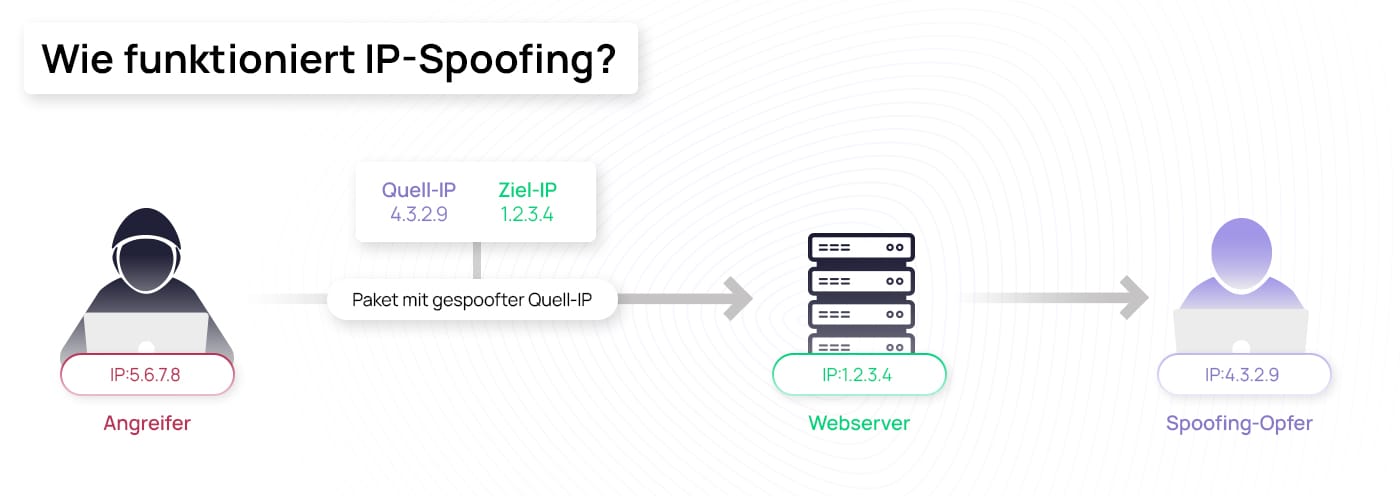 Wie funktioniert IP-Spoofing?
Quell-IP Ziel-IP
4.3.2.9 1.2.3.4
Paket mit gespoofter Quell-IP
IP:5.6.7.8
Angreifer
IP:1.2.3.4
Webserver
IP:4.3.2.9
Spoofing-Opfer